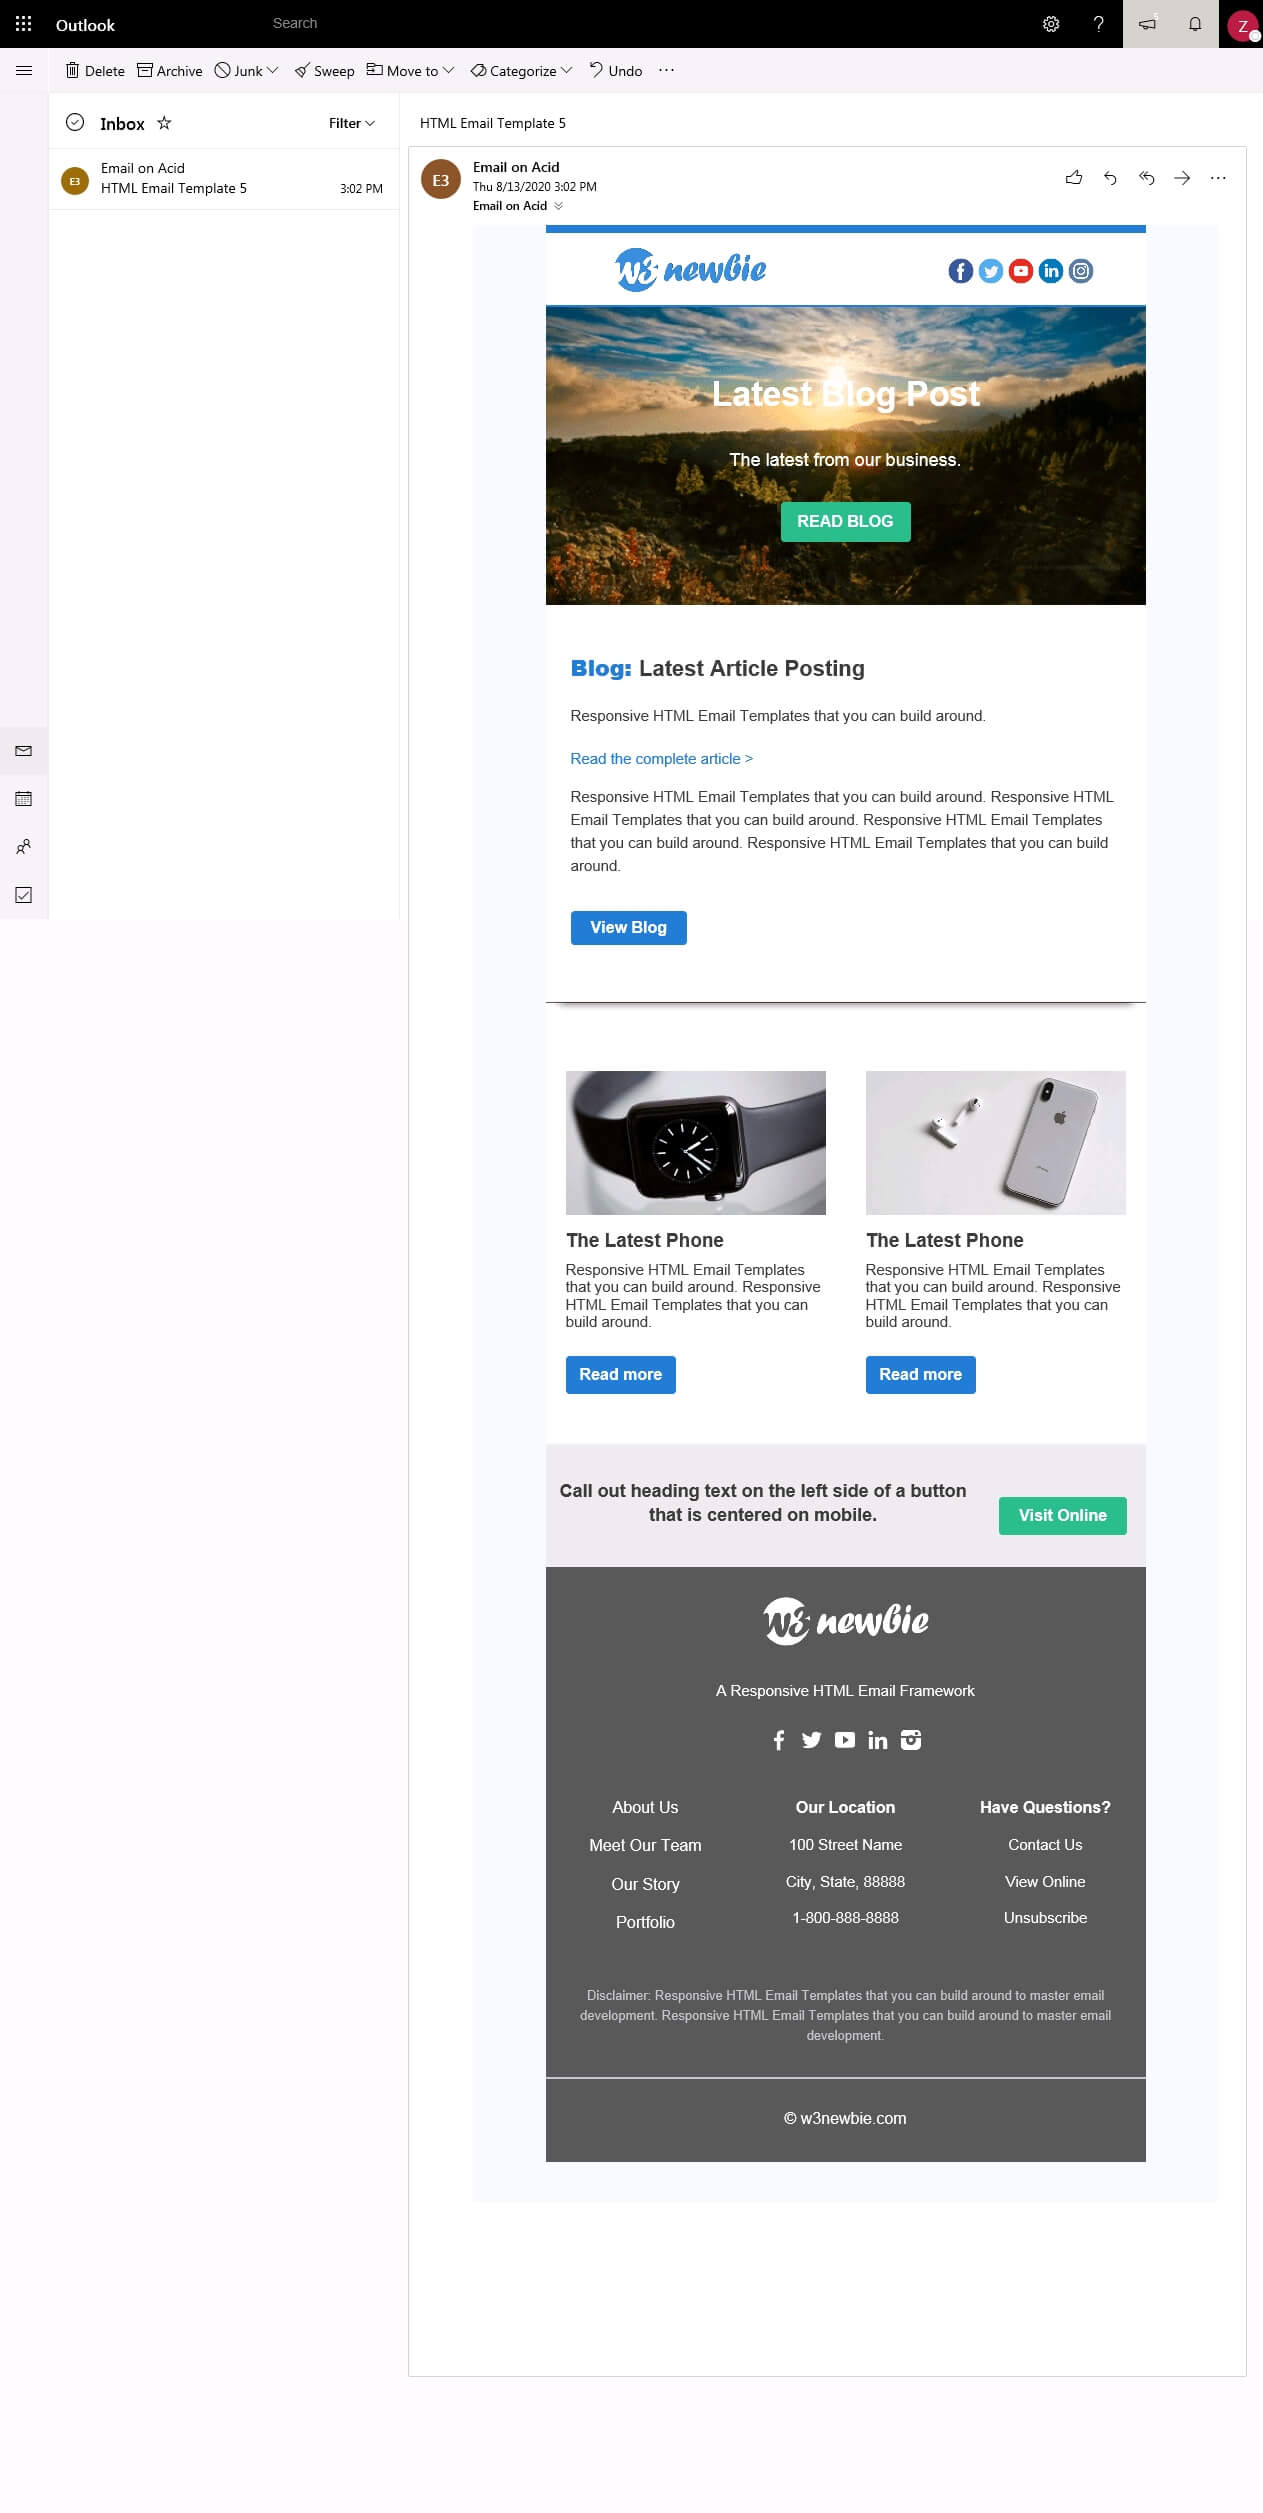 Outlook
Search
5
Z
Delete
Archive
Junk
Sweep
Move to
Categorize
Undo
Inbox
Filter
HTML Email Template 5
E3
Email on Acid
HTML Email Template 5
3:02 PM
E3
Email on Acid
Thu 8/13/2020 3:02 PM
Email on Acid
w3 newbie
Latest Blog Post
The latest from our business.
READ BLOG
Blog: Latest Article Posting
Responsive HTML Email Templates that you can build around.
Read the complete article >
Responsive HTML Email Templates that you can build around. Responsive HTML
Email Templates that you can build around. Responsive HTML Email Templates
that you can build around. Responsive HTML Email Templates that you can build
around.
View Blog
The Latest Phone
Responsive HTML Email Templates
that you can build around. Responsive
HTML Email Templates that you can
build around.
Read more
The Latest Phone
Responsive HTML Email Templates
that you can build around. Responsive
HTML Email Templates that you can
build around.
Read more
Call out heading text on the left side of a button
that is centered on mobile.
Visit Online
W3 newbie
A Responsive HTML Email Framework
About Us
Meet Our Team
Our Story
Portfolio
Our Location
100 Street Name
City, State, 88888
1-800-888-8888
Have Questions?
Contact Us
View Online
Unsubscribe
Disclaimer: Responsive HTML Email Templates that you can build around to master email
development. Responsive HTML Email Templates that you can build around to master email
development.
© w3newbie.com